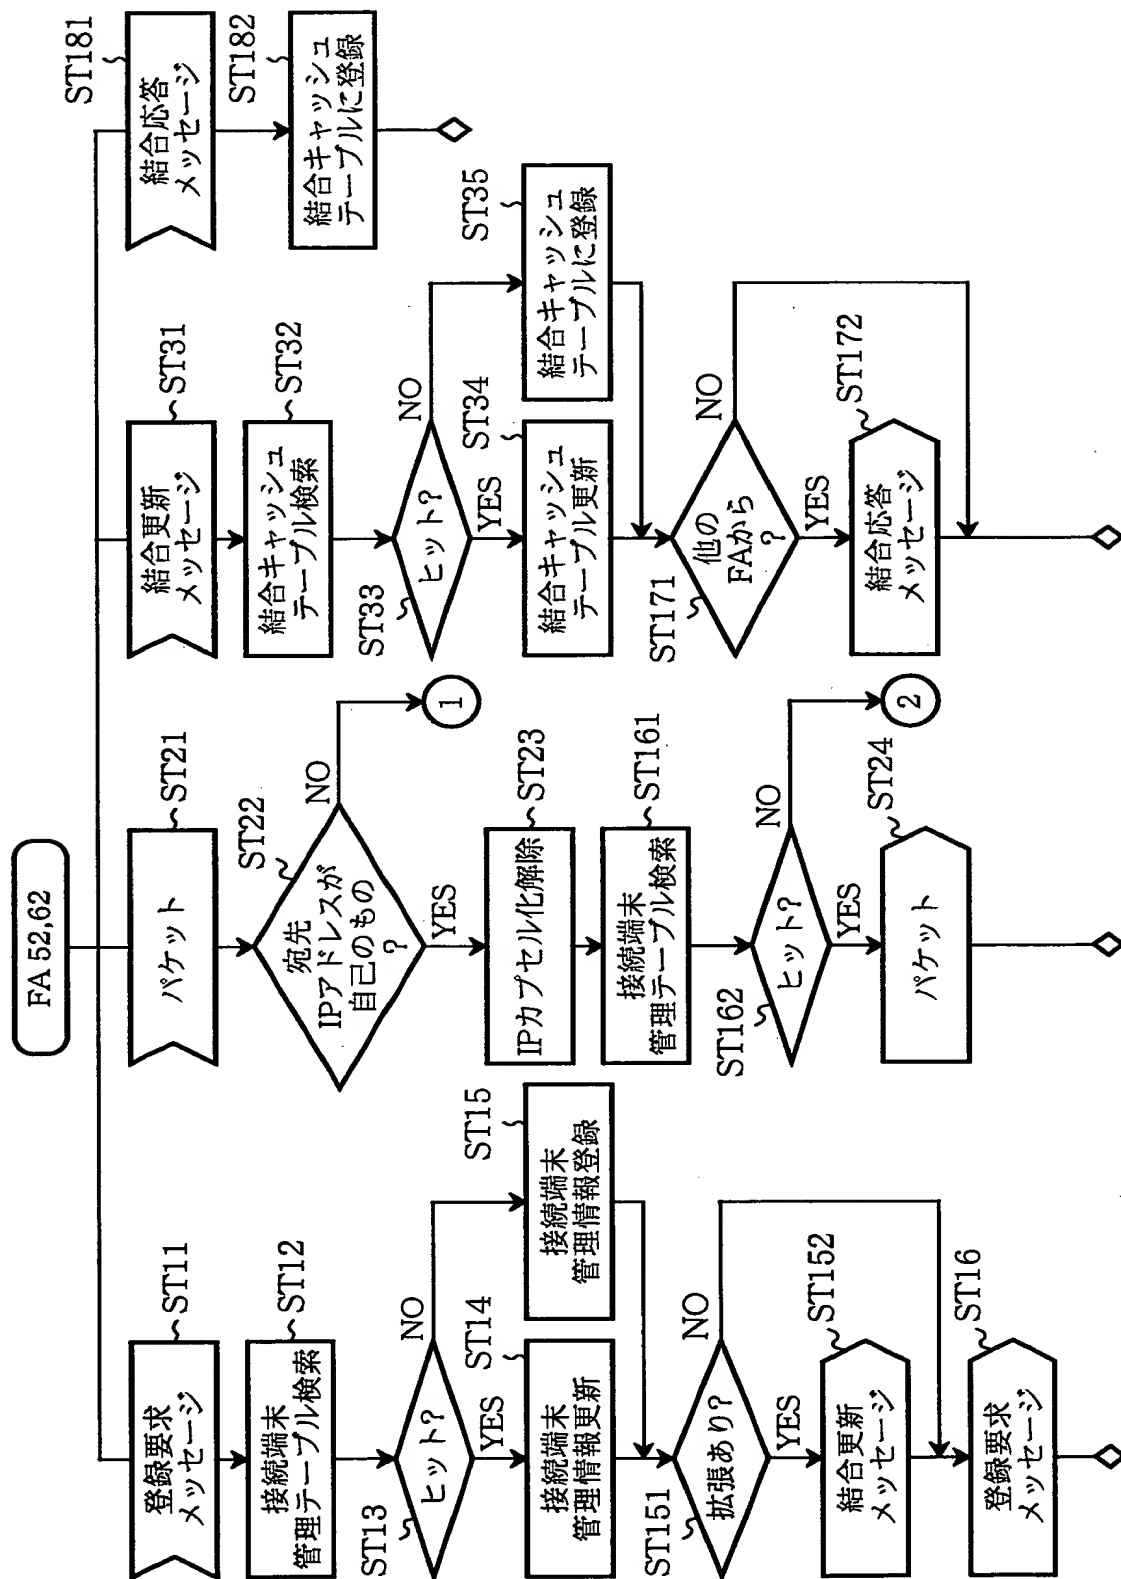 FA 52,62
登録要求
メッセージ
ST11
接続端末
管理テーブル検索
ST12
ヒット?
ST13
YES
NO
接続端末
管理情報更新
ST14
接続端末
管理情報登録
ST15
拡張あり?
ST151
YES
NO
結合更新
メッセージ
ST152
登録要求
メッセージ
ST16
パケット
ST21
宛先
IPアドレスが
自己のもの
?
ST22
YES
NO
1
IPカプセル化解除
ST23
接続端末
管理テーブル検索
ST161
ヒット?
ST162
YES
NO
2
パケット
ST24
結合更新
メッセージ
ST31
結合キャッシュ
テーブル検索
ST32
ヒット?
ST33
YES
NO
結合キャッシュ
テーブル更新
ST34
結合キャッシュ
テーブルに登録
ST35
他の
FAから
?
ST171
YES
NO
結合応答
メッセージ
ST172
結合応答
メッセージ
ST181
結合キャッシュ
テーブルに登録
ST182